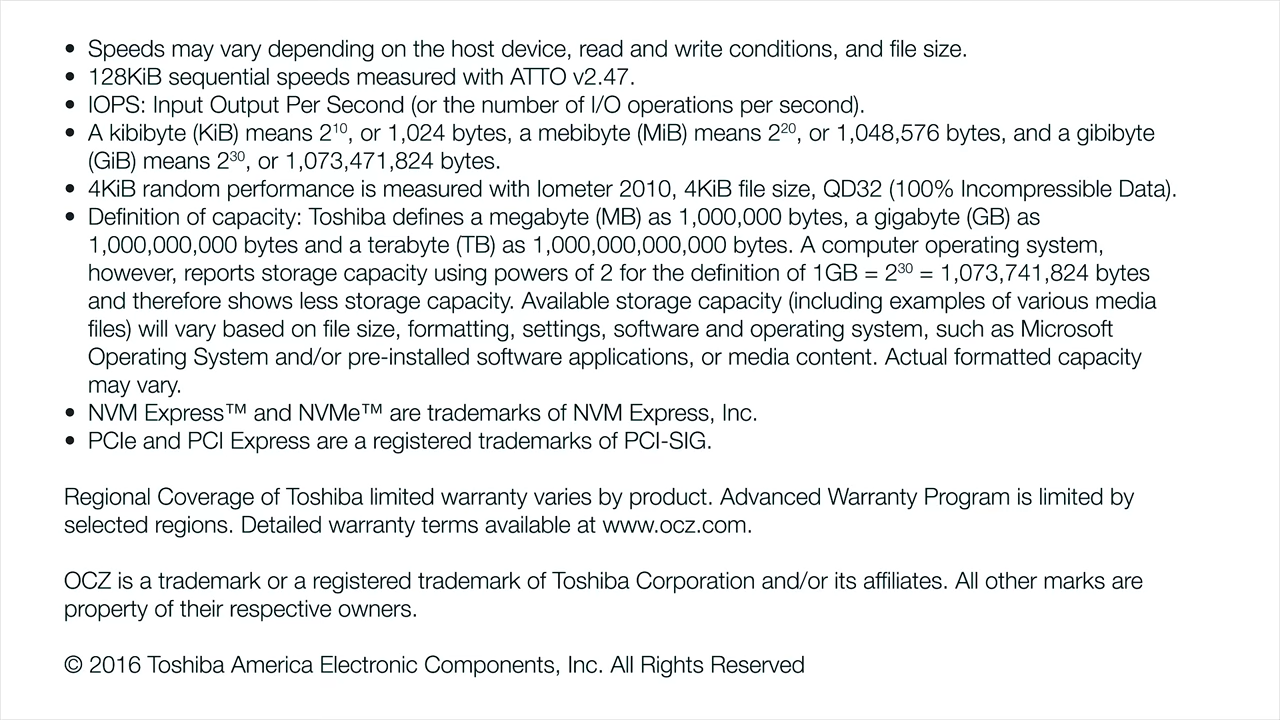 • Speeds may vary depending on the host device, read and write conditions, and file size.
• 128KiB sequential speeds measured with ATTO v2.47.
• IOPS: Input Output Per Second (or the number of I/O operations per second).
• A kibibyte (KiB) means 2¹⁰, or 1,024 bytes, a mebibyte (MiB) means 2²⁰, or 1,048,576 bytes, and a gibibyte
(GiB) means 2³⁰, or 1,073,471,824 bytes.
• 4KiB random performance is measured with Iometer 2010, 4KiB file size, QD32 (100% Incompressible Data).
• Definition of capacity: Toshiba defines a megabyte (MB) as 1,000,000 bytes, a gigabyte (GB) as
1,000,000,000 bytes and a terabyte (TB) as 1,000,000,000,000 bytes. A computer operating system,
however, reports storage capacity using powers of 2 for the definition of 1GB = 2³⁰ = 1,073,741,824 bytes
and therefore shows less storage capacity. Available storage capacity (including examples of various media
files) will vary based on file size, formatting, settings, software and operating system, such as Microsoft
Operating System and/or pre-installed software applications, or media content. Actual formatted capacity
may vary.
• NVM Express™ and NVMe™ are trademarks of NVM Express, Inc.
• PCIe and PCI Express are a registered trademarks of PCI-SIG.
Regional Coverage of Toshiba limited warranty varies by product. Advanced Warranty Program is limited by
selected regions. Detailed warranty terms available at www.ocz.com.
OCZ is a trademark or a registered trademark of Toshiba Corporation and/or its affiliates. All other marks are
property of their respective owners.
© 2016 Toshiba America Electronic Components, Inc. All Rights Reserved